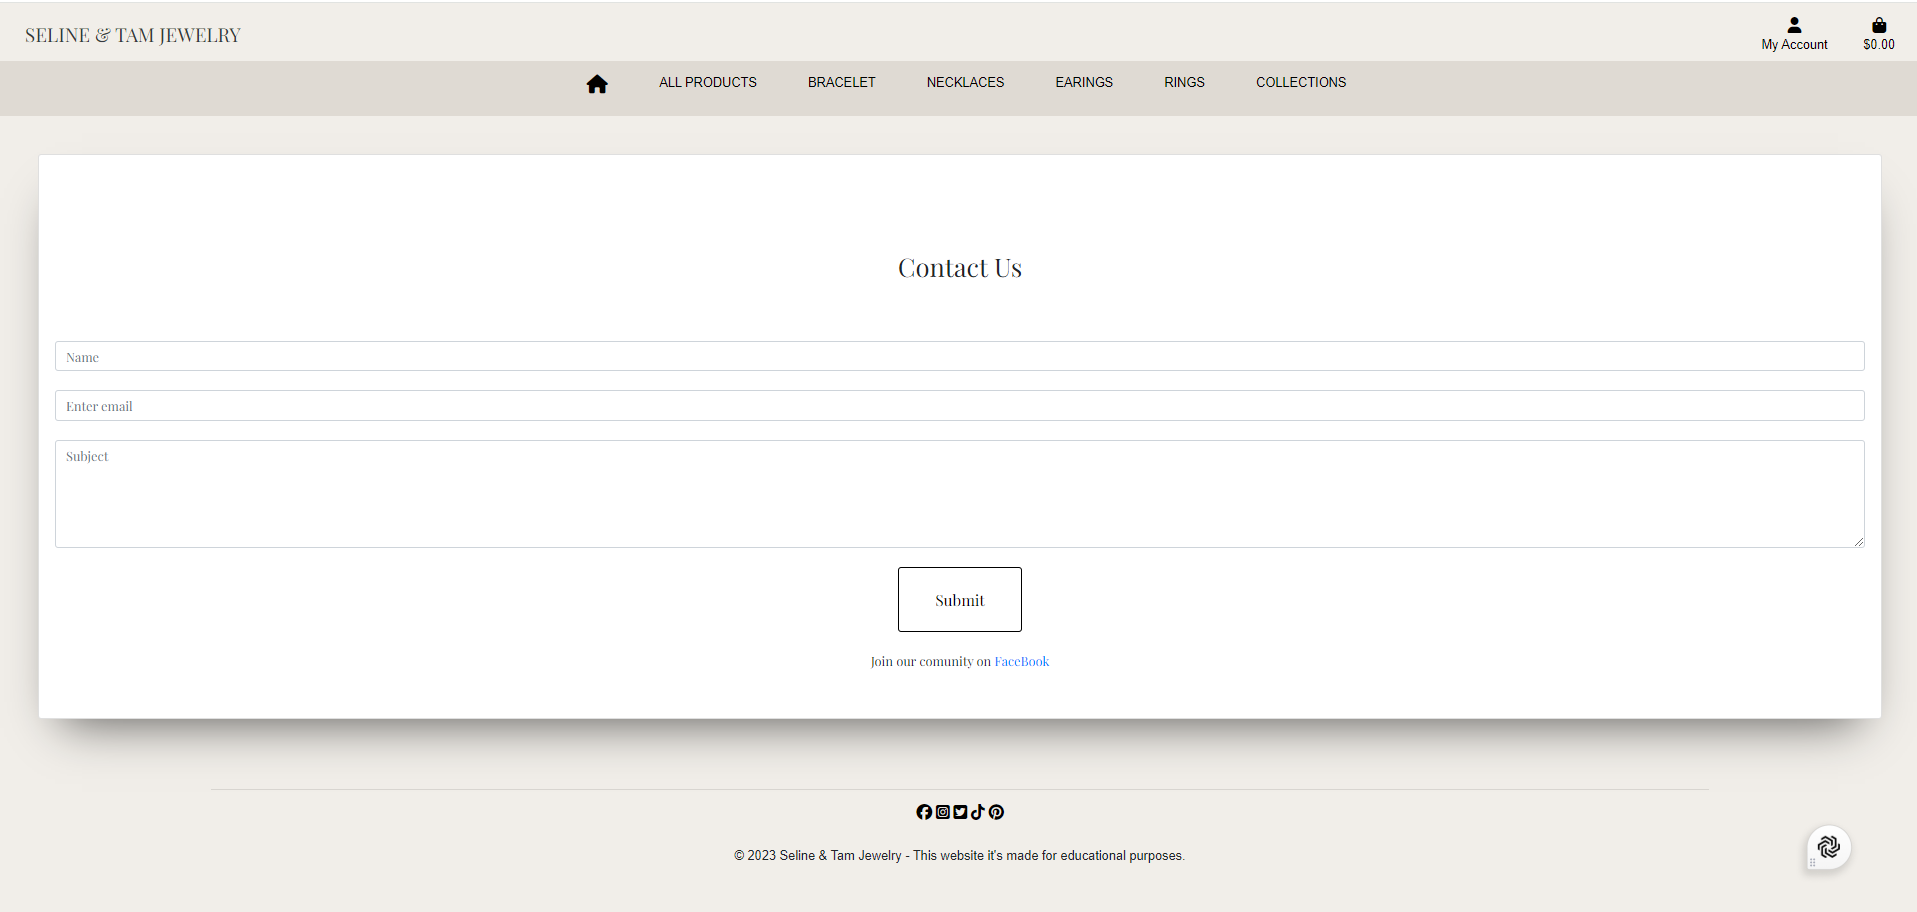 SELINE & TAM JEWELRY
My Account
$0.00
ALL PRODUCTS
BRACELET
NECKLACES
EARINGS
RINGS
COLLECTIONS
Contact Us
Name
Enter email
Subject
Submit
Join our comunity on FaceBook
© 2023 Seline & Tam Jewelry - This website it's made for educational purposes.